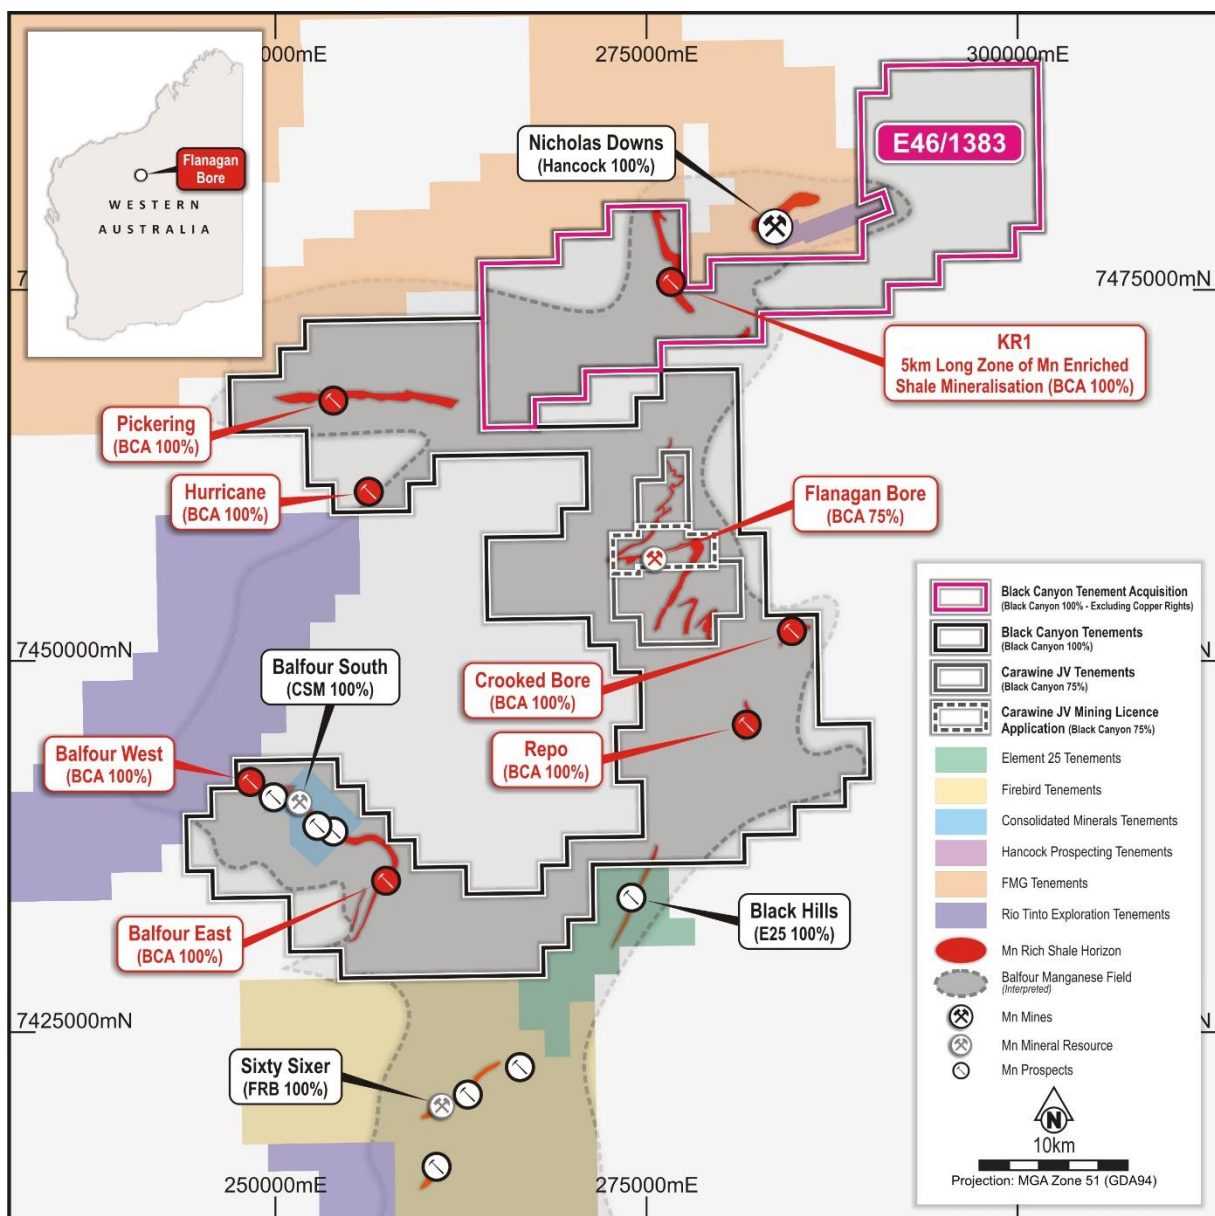 000mE
275000mE
300000mE
Flanagan
Bore
WESTERN
AUSTRALIA
Nicholas Downs
(Hancock 100%)
E46/1383
7
7475000mN
KR1
5km Long Zone of Mn Enriched
Shale Mineralisation (BCA 100%)
Pickering
(BCA 100%)
Hurricane
(BCA 100%)
Flanagan Bore
(BCA 75%)
7450000mN
Balfour South
(CSM 100%)
Crooked Bore
(BCA 100%)
Balfour West
(BCA 100%)
Repo
(BCA 100%)
Black Hills
(E25 100%)
Balfour East
(BCA 100%)
7425000mN
N
Sixty Sixer
(FRB 100%)
250000mE
275000mE
Black Canyon Tenement Acquisition
(Black Canyon 100% - Excluding Copper Rights)
Black Canyon Tenements
(Black Canyon 100%)
Carawine JV Tenements
(Black Canyon 75%)
Carawine JV Mining Licence
Application (Black Canyon 75%)
Element 25 Tenements
Firebird Tenements
Consolidated Minerals Tenements
Hancock Prospecting Tenements
FMG Tenements
Rio Tinto Exploration Tenements
Mn Rich Shale Horizon
Balfour Manganese Field
(Interpreted)
Mn Mines
Mn Mineral Resource
Mn Prospects
N
10km
Projection: MGA Zone 51 (GDA94)